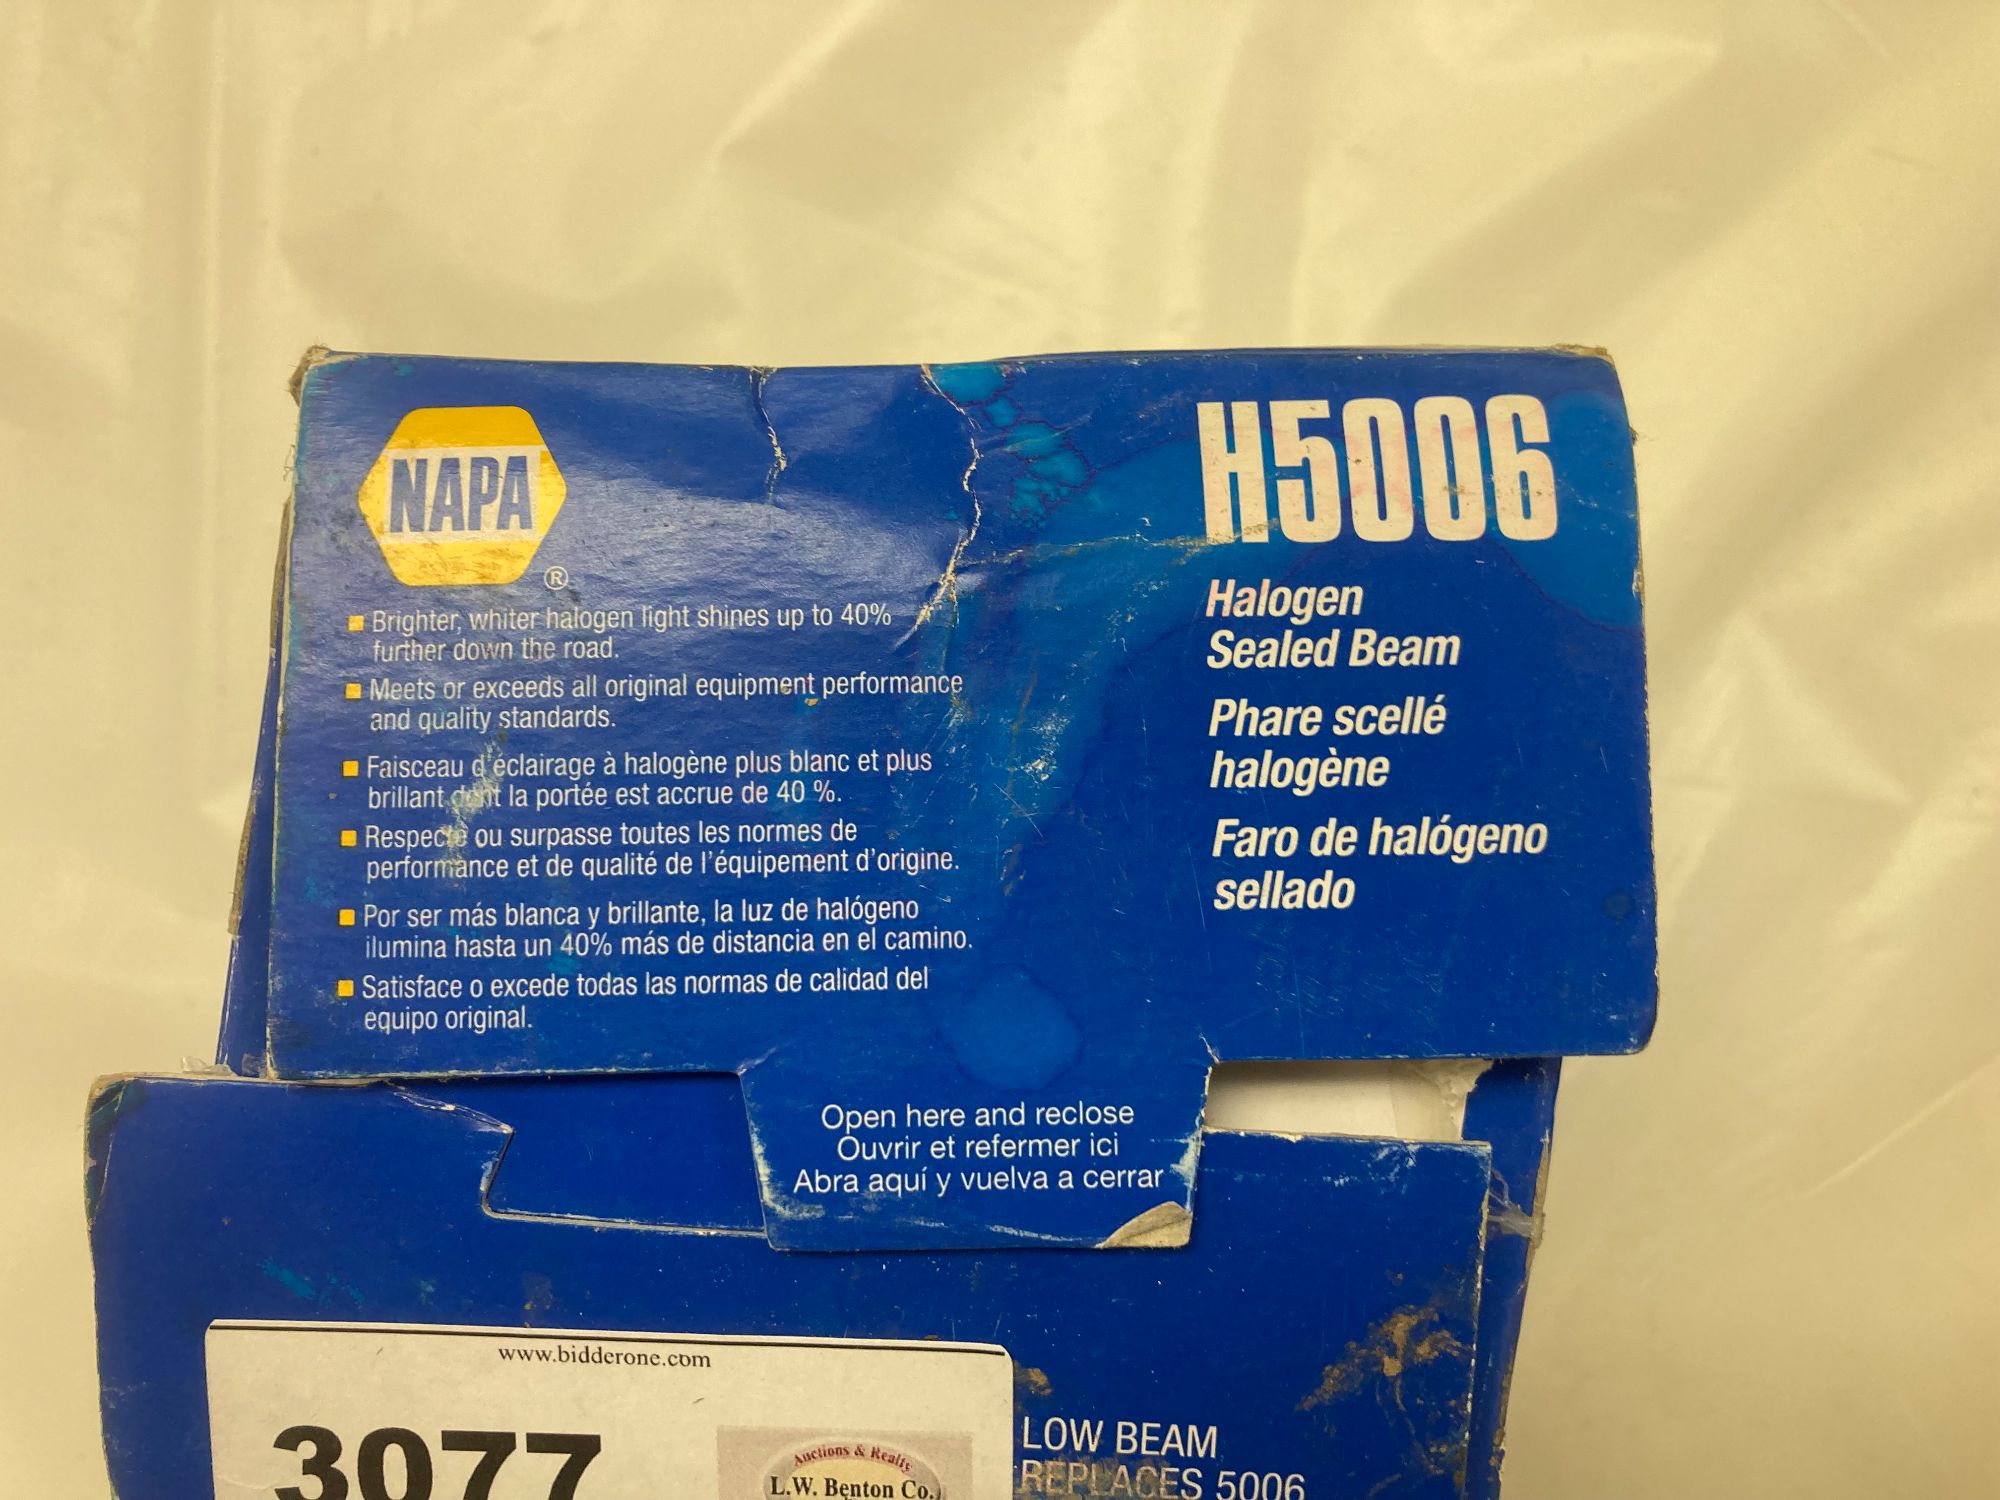 NAPA
®
Brighter, whiter halogen light shines up to 40%
further down the road.
Meets or exceeds all original equipment performance
and quality standards.
Faisceau d'éclairage à halogène plus blanc et plus
brillant dont la portée est accrue de 40 %.
Respecte ou surpasse toutes les normes de
performance et de qualité de l'équipement d'origine.
Por ser más blanca y brillante, la luz de halógeno
ilumina hasta un 40% más de distancia en el camino.
Satisface o excede todas las normas de calidad del
equipo original.
H5006
Halogen
Sealed Beam
Phare scellé
halogène
Faro de halógeno
sellado
Open here and reclose
Ouvrir et refermer ici
Abra aquí y vuelva a cerrar
www.bidderone.com
3077
Auctions & Realty
L.W. Benton Co.
LOW BEAM
REPLACES 5006